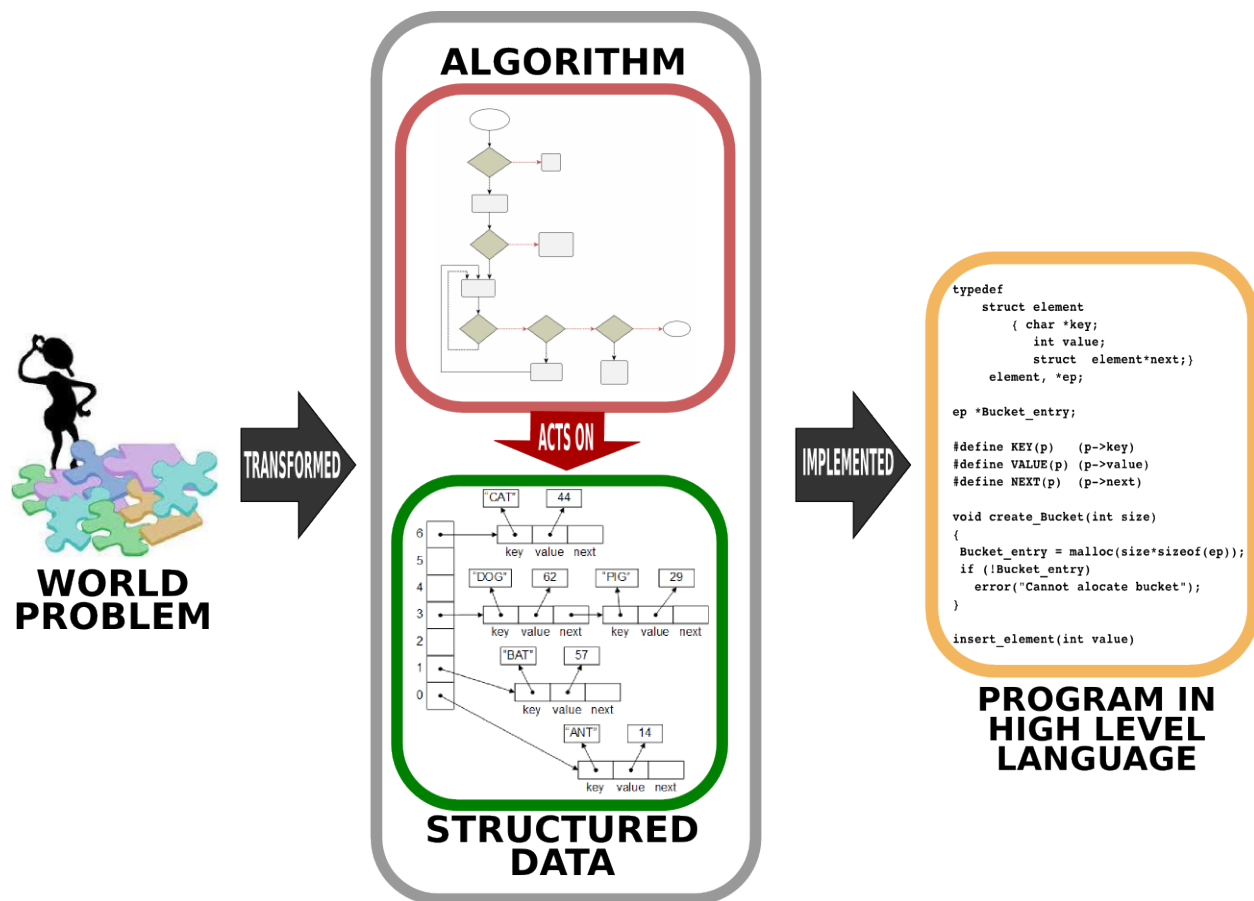 ALGORITHM
WORLD
PROBLEM
TRANSFORMED
ACTS ON
"CAT" 44
6
key value next
5
4
"DOG" 62 "PIG" 29
3
key value next key value next
2
"BAT" 57
1
key value next
0
"ANT" 14
key value next
STRUCTURED
DATA
IMPLEMENTED
typedef
struct element
{ char *key;
int value;
struct element*next;}
element, *ep;
ep *Bucket_entry;
#define KEY(p) (p->key)
#define VALUE(p) (p->value)
#define NEXT(p) (p->next)
void create_Bucket(int size)
{
Bucket_entry = malloc(size*sizeof(ep));
if (!Bucket_entry)
error("Cannot alocate bucket");
}
insert_element(int value)
PROGRAM IN
HIGH LEVEL
LANGUAGE